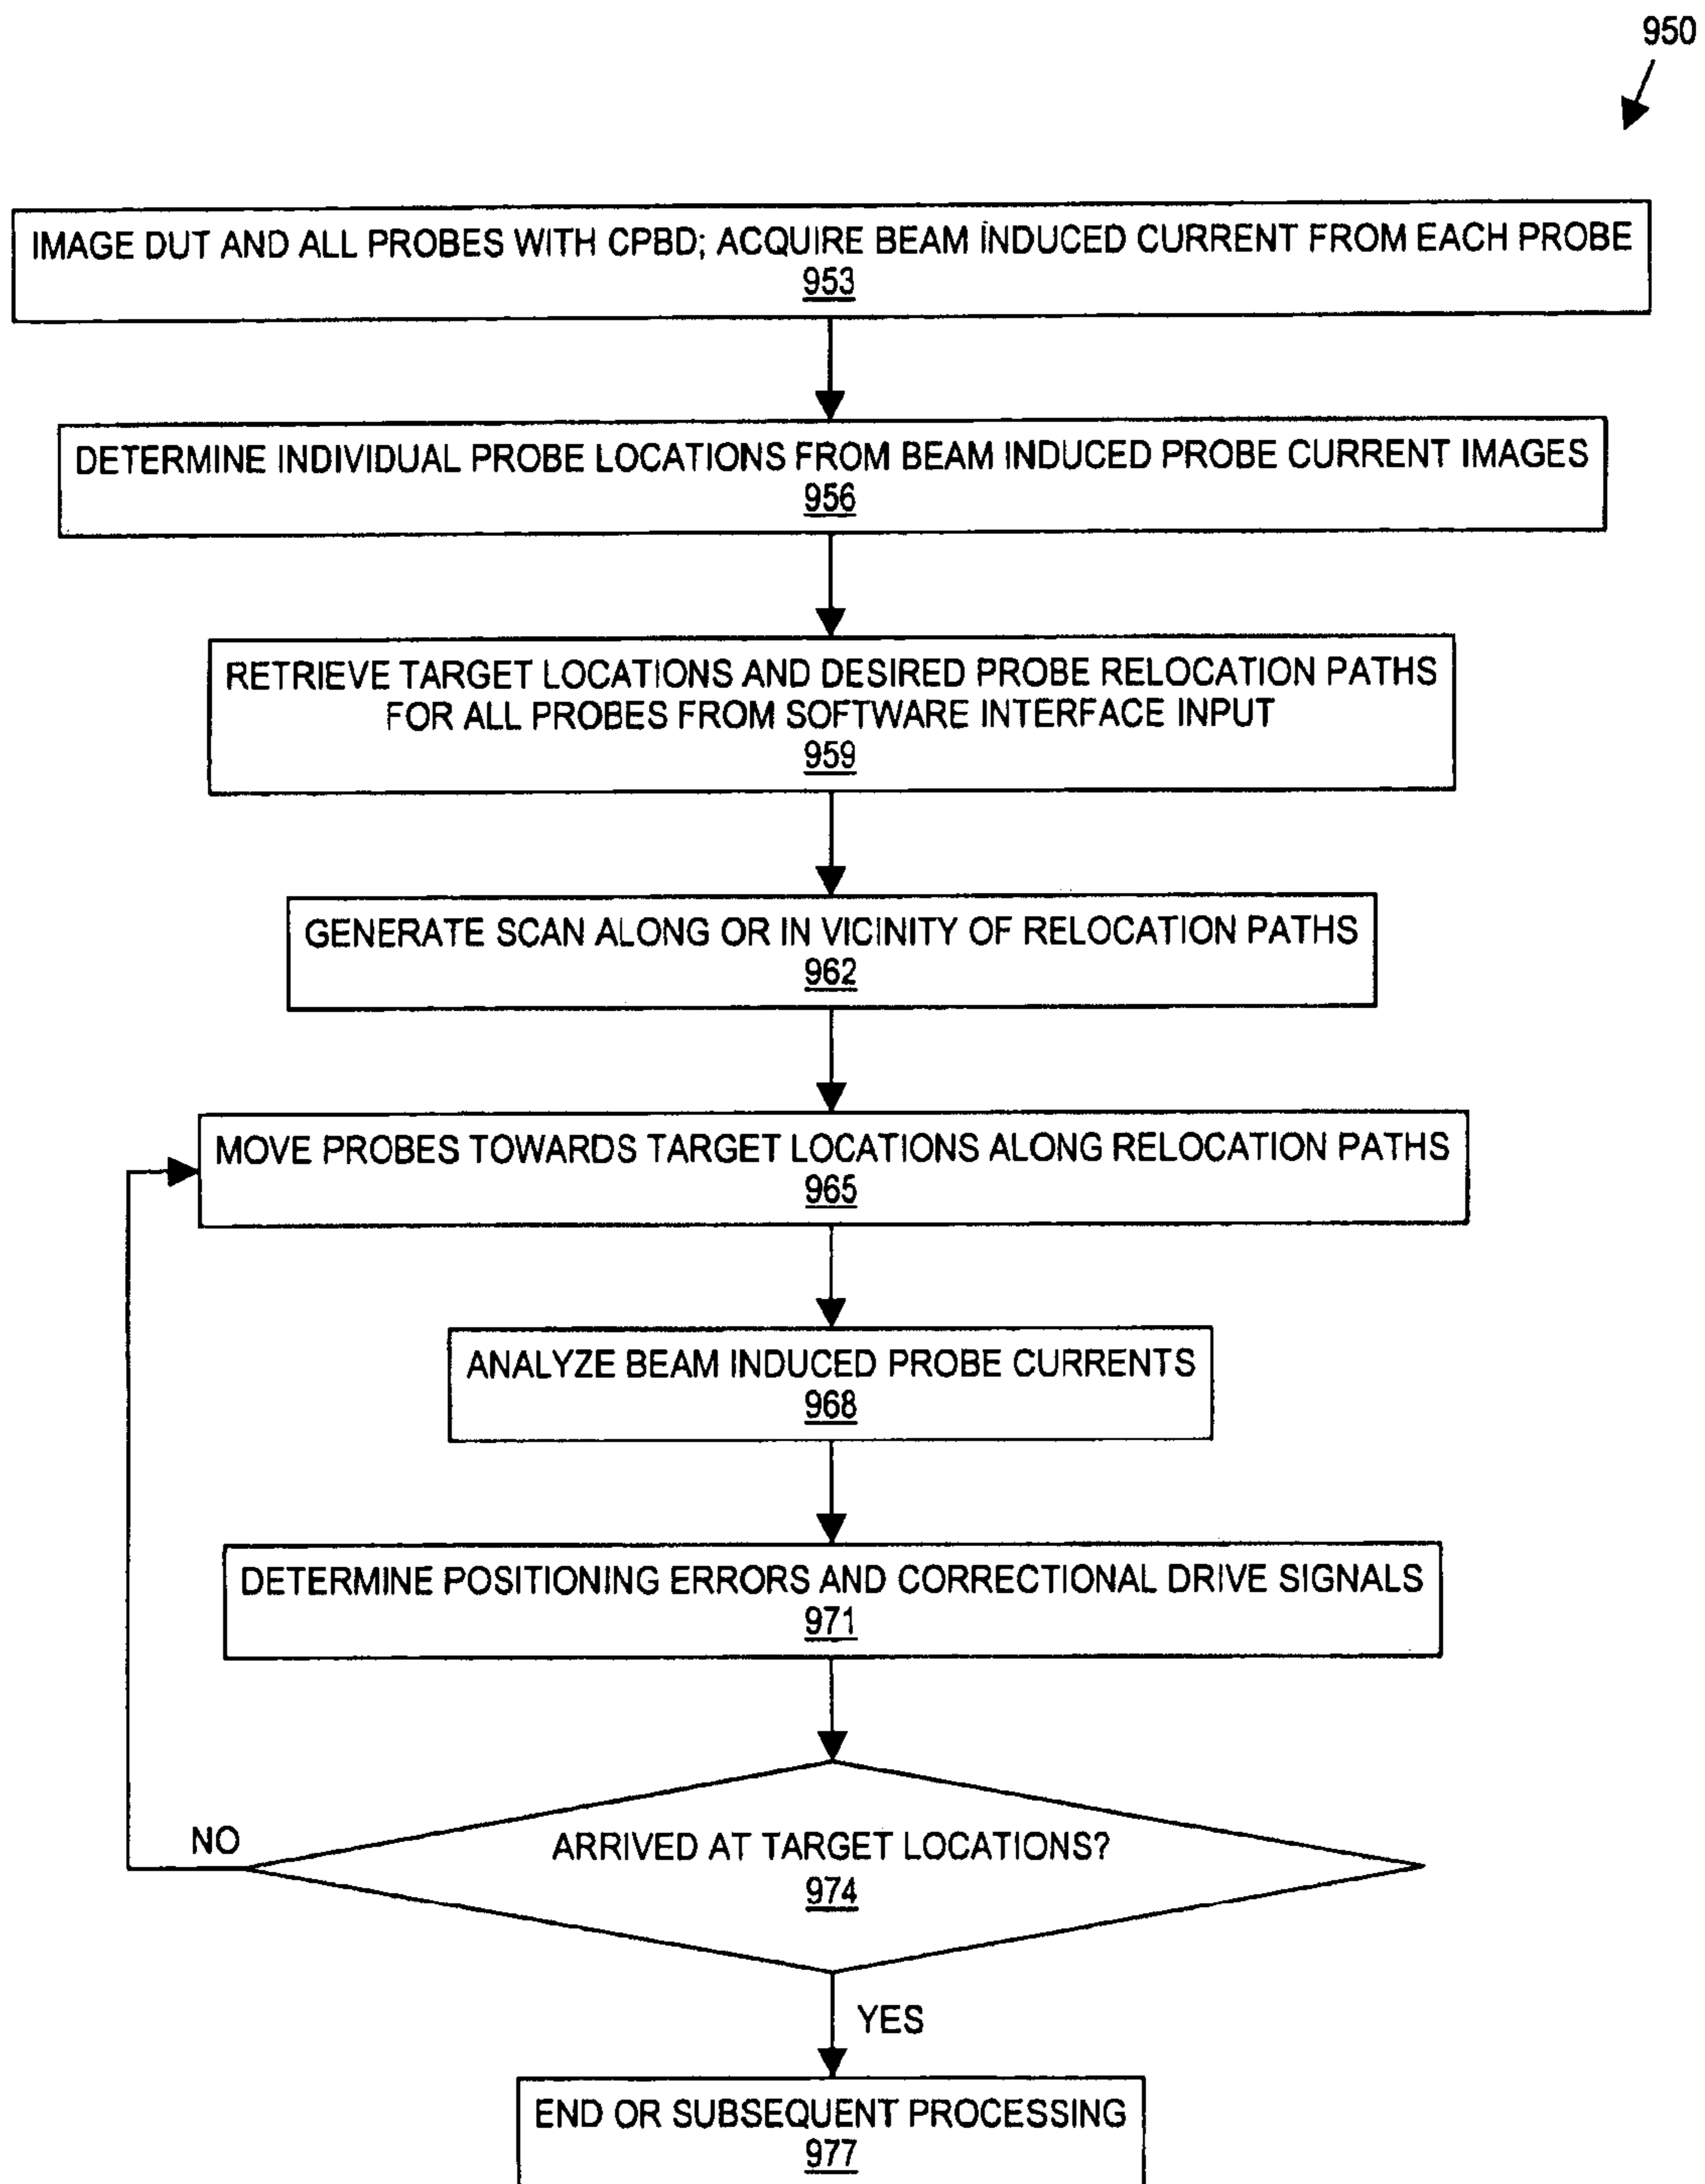 950
IMAGE DUT AND ALL PROBES WITH CPBD; ACQUIRE BEAM INDUCED CURRENT FROM EACH PROBE
953
DETERMINE INDIVIDUAL PROBE LOCATIONS FROM BEAM INDUCED PROBE CURRENT IMAGES
956
RETRIEVE TARGET LOCATIONS AND DESIRED PROBE RELOCATION PATHS
FOR ALL PROBES FROM SOFTWARE INTERFACE INPUT
959
GENERATE SCAN ALONG OR IN VICINITY OF RELOCATION PATHS
962
MOVE PROBES TOWARDS TARGET LOCATIONS ALONG RELOCATION PATHS
965
ANALYZE BEAM INDUCED PROBE CURRENTS
968
DETERMINE POSITIONING ERRORS AND CORRECTIONAL DRIVE SIGNALS
971
NO
ARRIVED AT TARGET LOCATIONS?
974
YES
END OR SUBSEQUENT PROCESSING
977